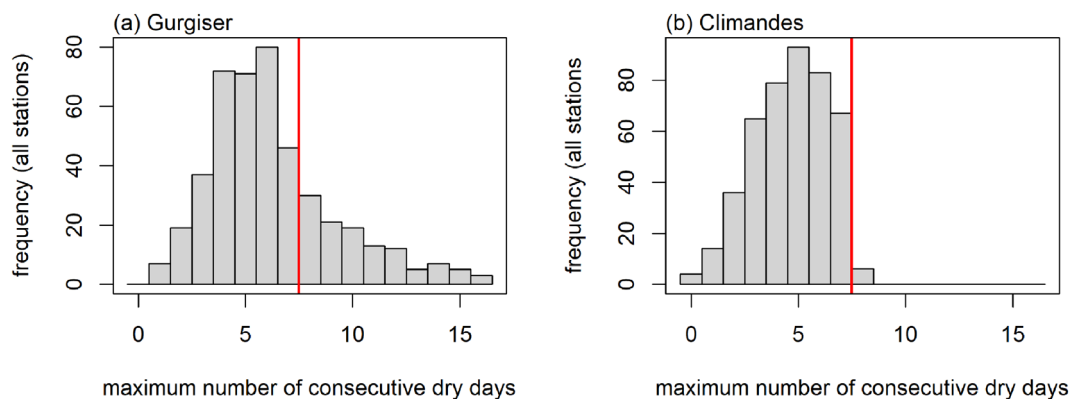 (a) Gurgiser
frequency (all stations)
0 20 40 60 80
0 5 10 15
maximum number of consecutive dry days
(b) Climandes
frequency (all stations)
0 20 40 60 80
0 5 10 15
maximum number of consecutive dry days